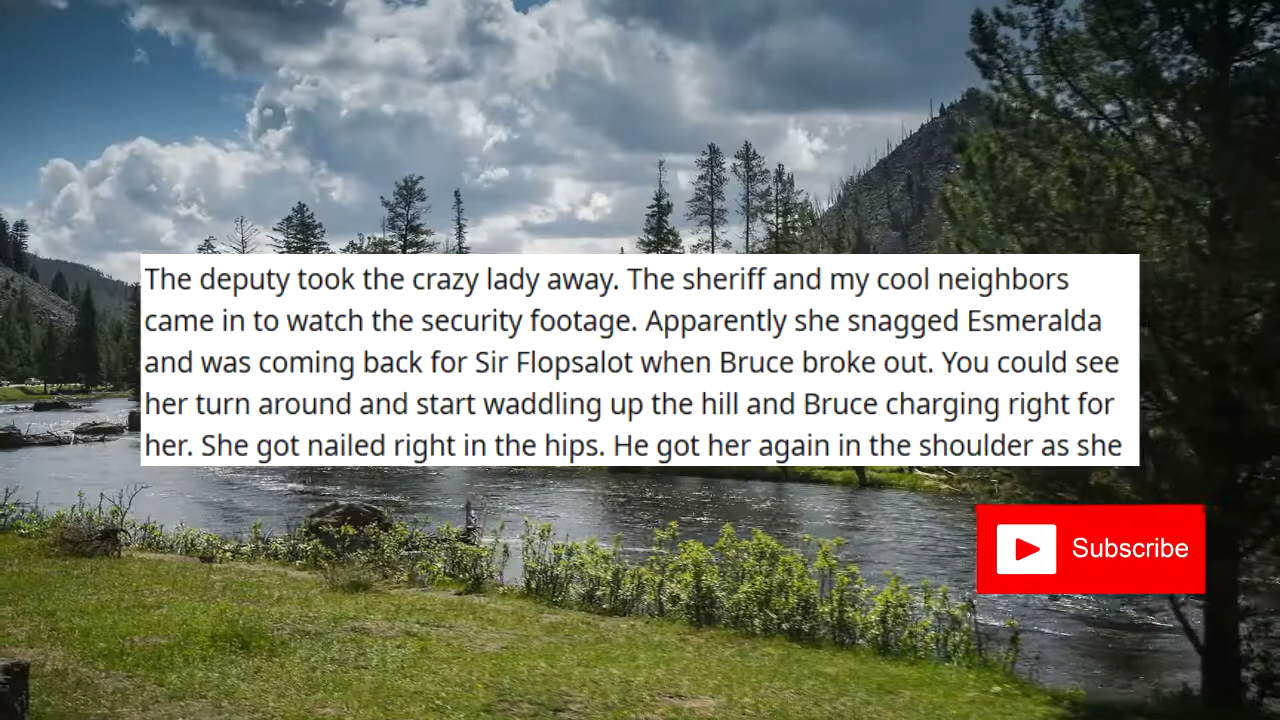 The deputy took the crazy lady away. The sheriff and my cool neighbors
came in to watch the security footage. Apparently she snagged Esmeralda
and was coming back for Sir Flopsalot when Bruce broke out. You could see
her turn around and start waddling up the hill and Bruce charging right for
her. She got nailed right in the hips. He got her again in the shoulder as she
Subscribe